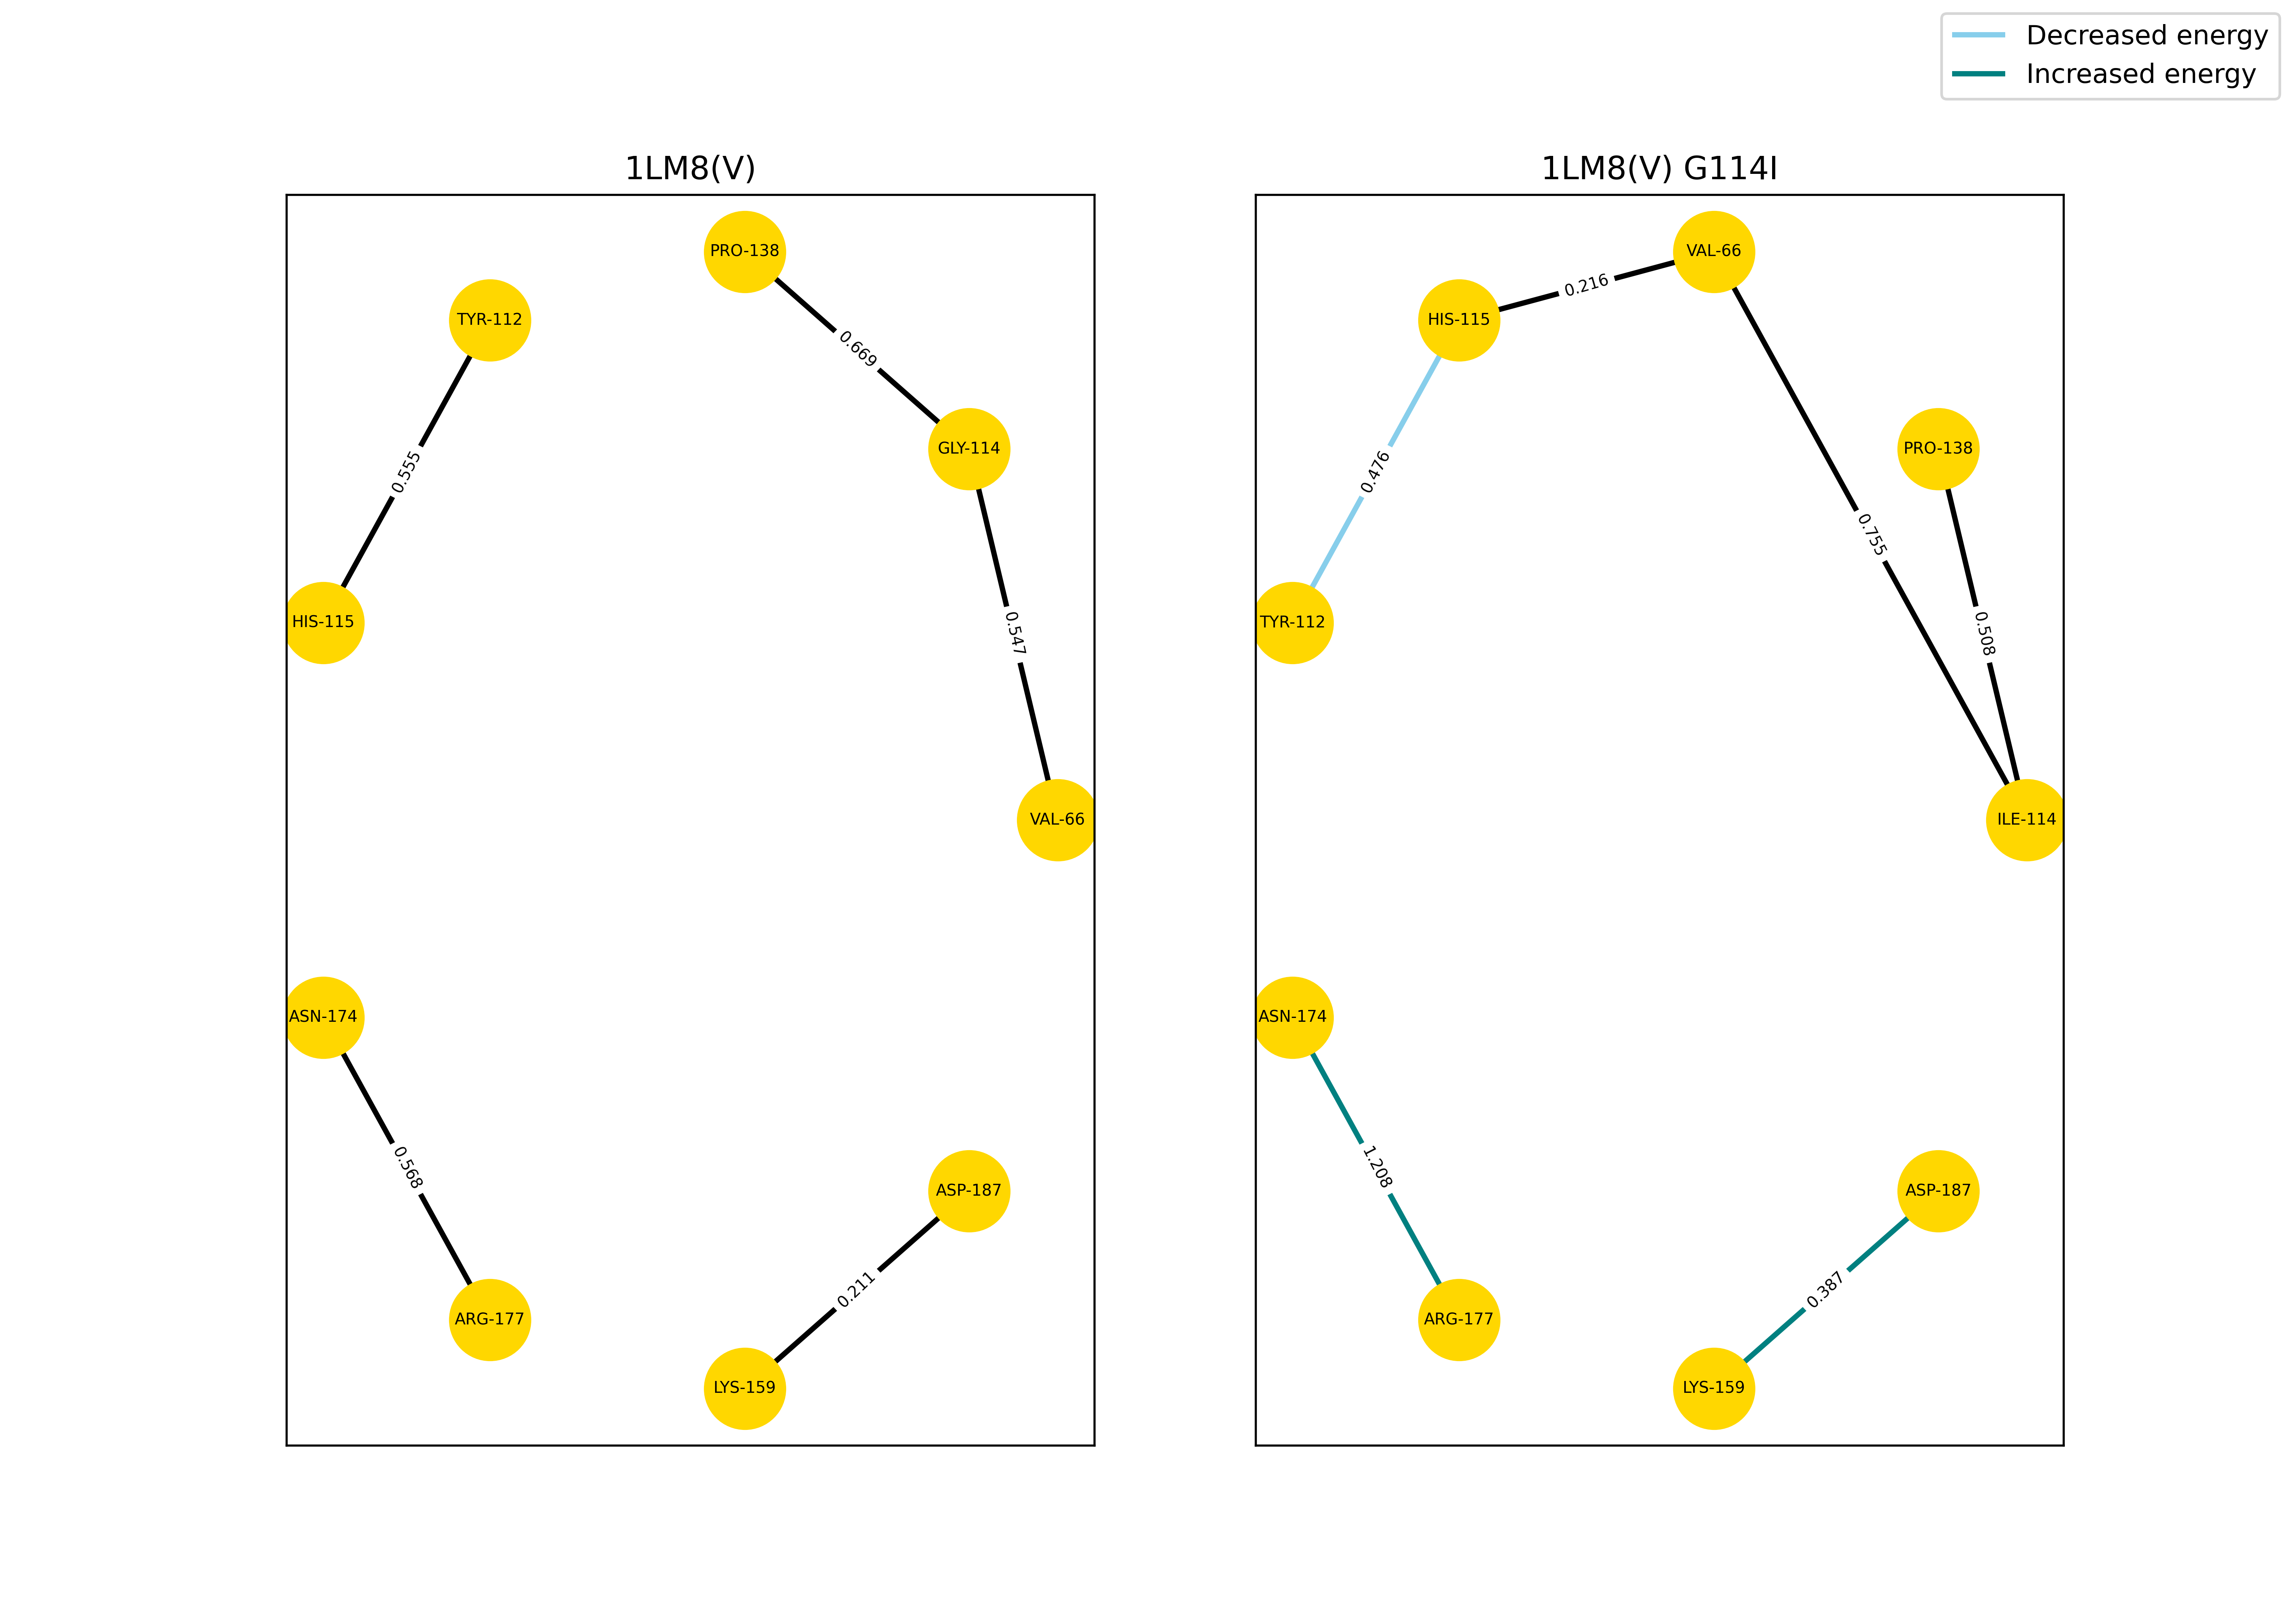 Decreased energy
Increased energy
1LM8(V)
PRO-138
TYR-112
0.669
GLY-114
0.555
HIS-115
0.547
VAL-66
ASN-174
0.568
ASP-187
0.211
ARG-177
LYS-159
1LM8(V) G114I
VAL-66
0.216
HIS-115
PRO-138
0.476
0.755
TYR-112
0.508
ILE-114
ASN-174
1.208
ASP-187
0.387
ARG-177
LYS-159